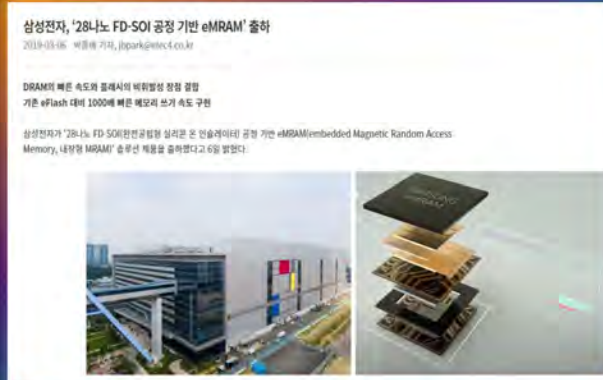 삼성전자, ‘28나노 FD-SOI 공정 기반 eMRAM’ 출하
2019-03-06 박종배 기자, jbpark@elec4.co.kr
DRAM의 빠른 속도와 플래시의 비휘발성 장점 결합
기존 eFlash 대비 1000배 빠른 메모리 쓰기 속도 구현
삼성전자가 ‘28나노 FD-SOI(완전공핍형 실리콘 온 인슐레이터) 공정 기반 eMRAM(embedded Magnetic Random Access
Memory, 내장형 MRAM)’ 솔루션 제품을 출하했다고 6일 밝혔다.
SAMSUNG
eMRAM